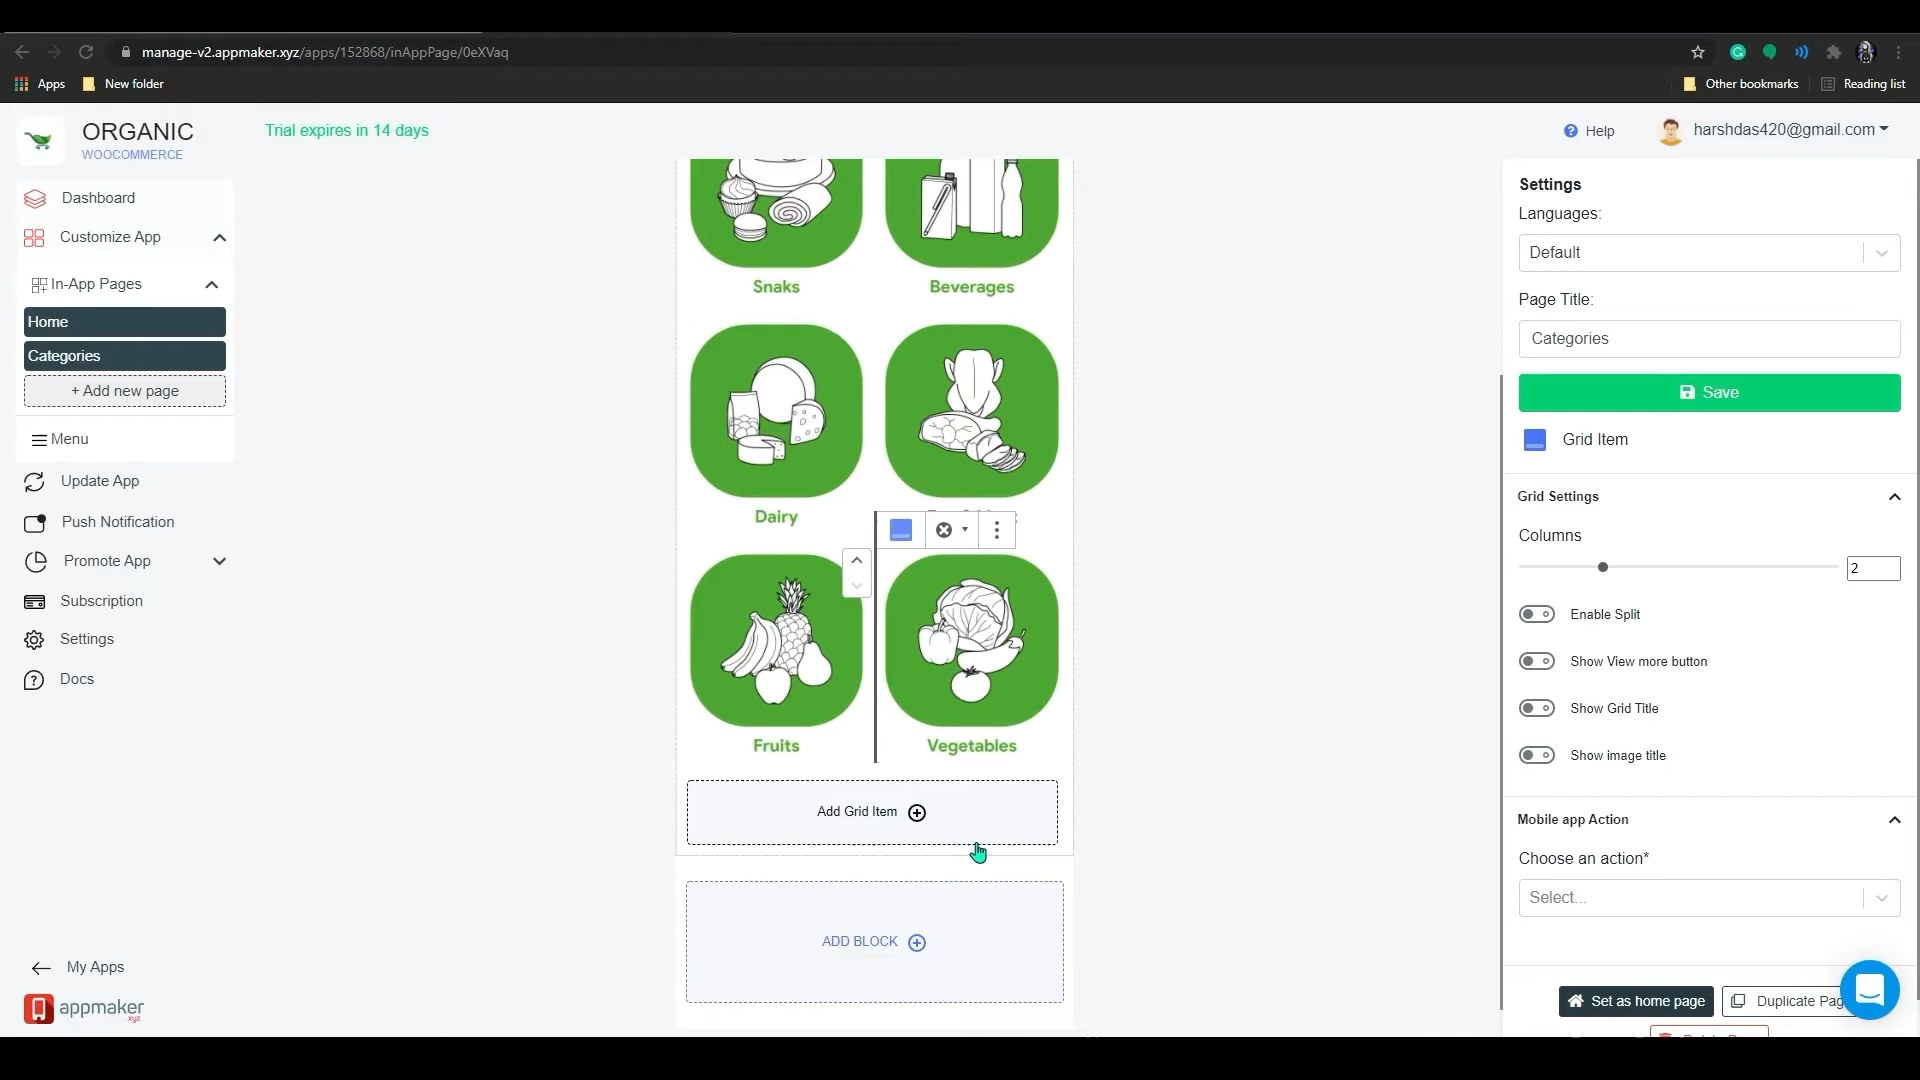 manage-v2.appmaker.xyz/apps/152868/inAppPage/0eXVaq
Apps
New folder
Other bookmarks
Reading list
ORGANIC
WOOCOMMERCE
Trial expires in 14 days
Help
harshdas420@gmail.com
Dashboard
Customize App
In-App Pages
Home
Categories
+ Add new page
Menu
Update App
Push Notification
Promote App
Subscription
Settings
Docs
My Apps
appmaker
.xyz
Snaks
Beverages
Dairy
Fruits
Vegetables
Add Grid Item
ADD BLOCK
Settings
Languages:
Default
Page Title:
Categories
Save
Grid Item
Grid Settings
Columns
2
Enable Split
Show View more button
Show Grid Title
Show image title
Mobile app Action
Choose an action*
Select...
Set as home page
Duplicate Pag